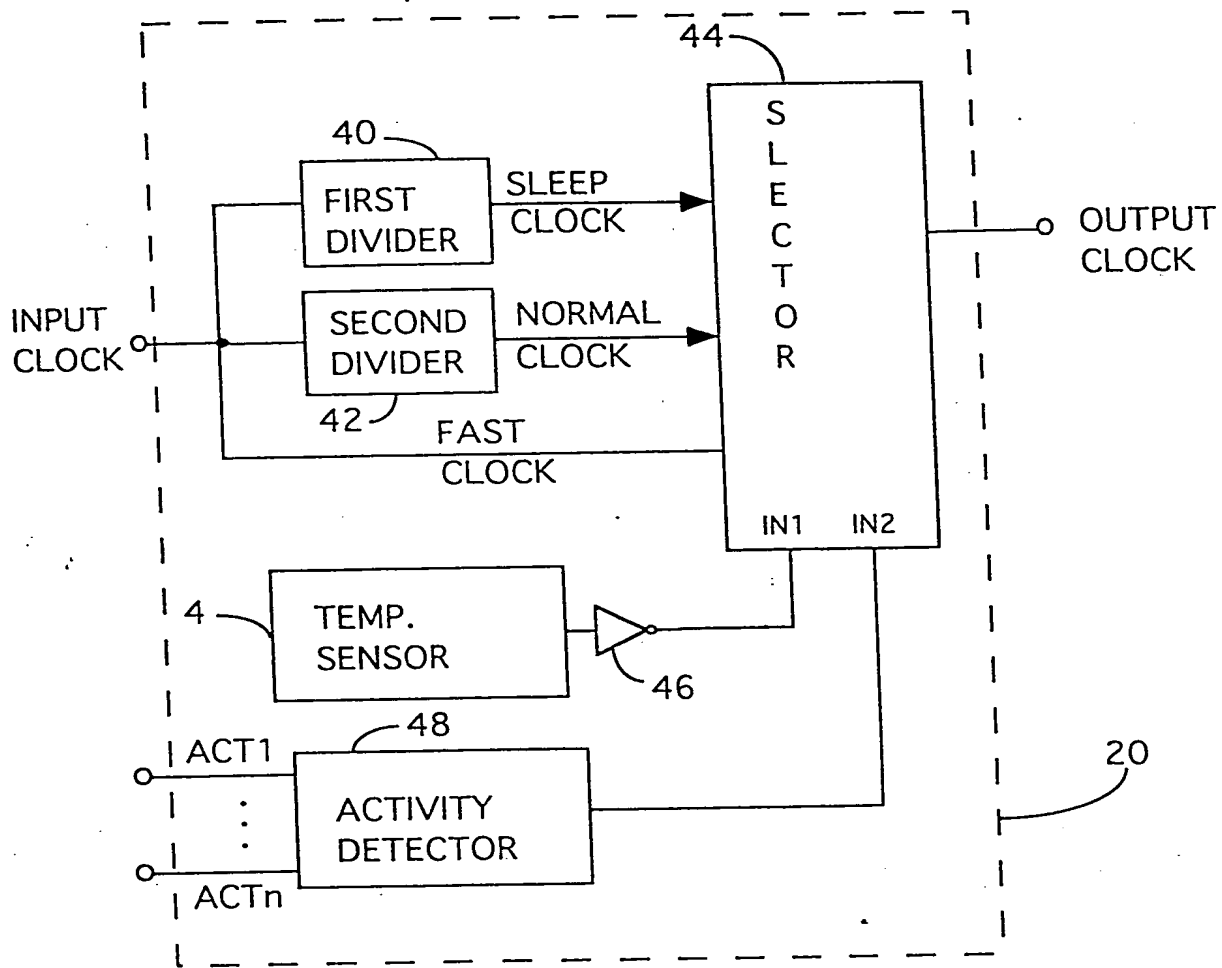 44
S
L
E
C
T
O
R
40
FIRST
DIVIDER
SLEEP
CLOCK
OUTPUT
CLOCK
INPUT
CLOCK
SECOND
DIVIDER
NORMAL
CLOCK
42
FAST
CLOCK
IN1 IN2
4
TEMP.
SENSOR
46
48
ACT1
ACTIVITY
DETECTOR
ACTn
20